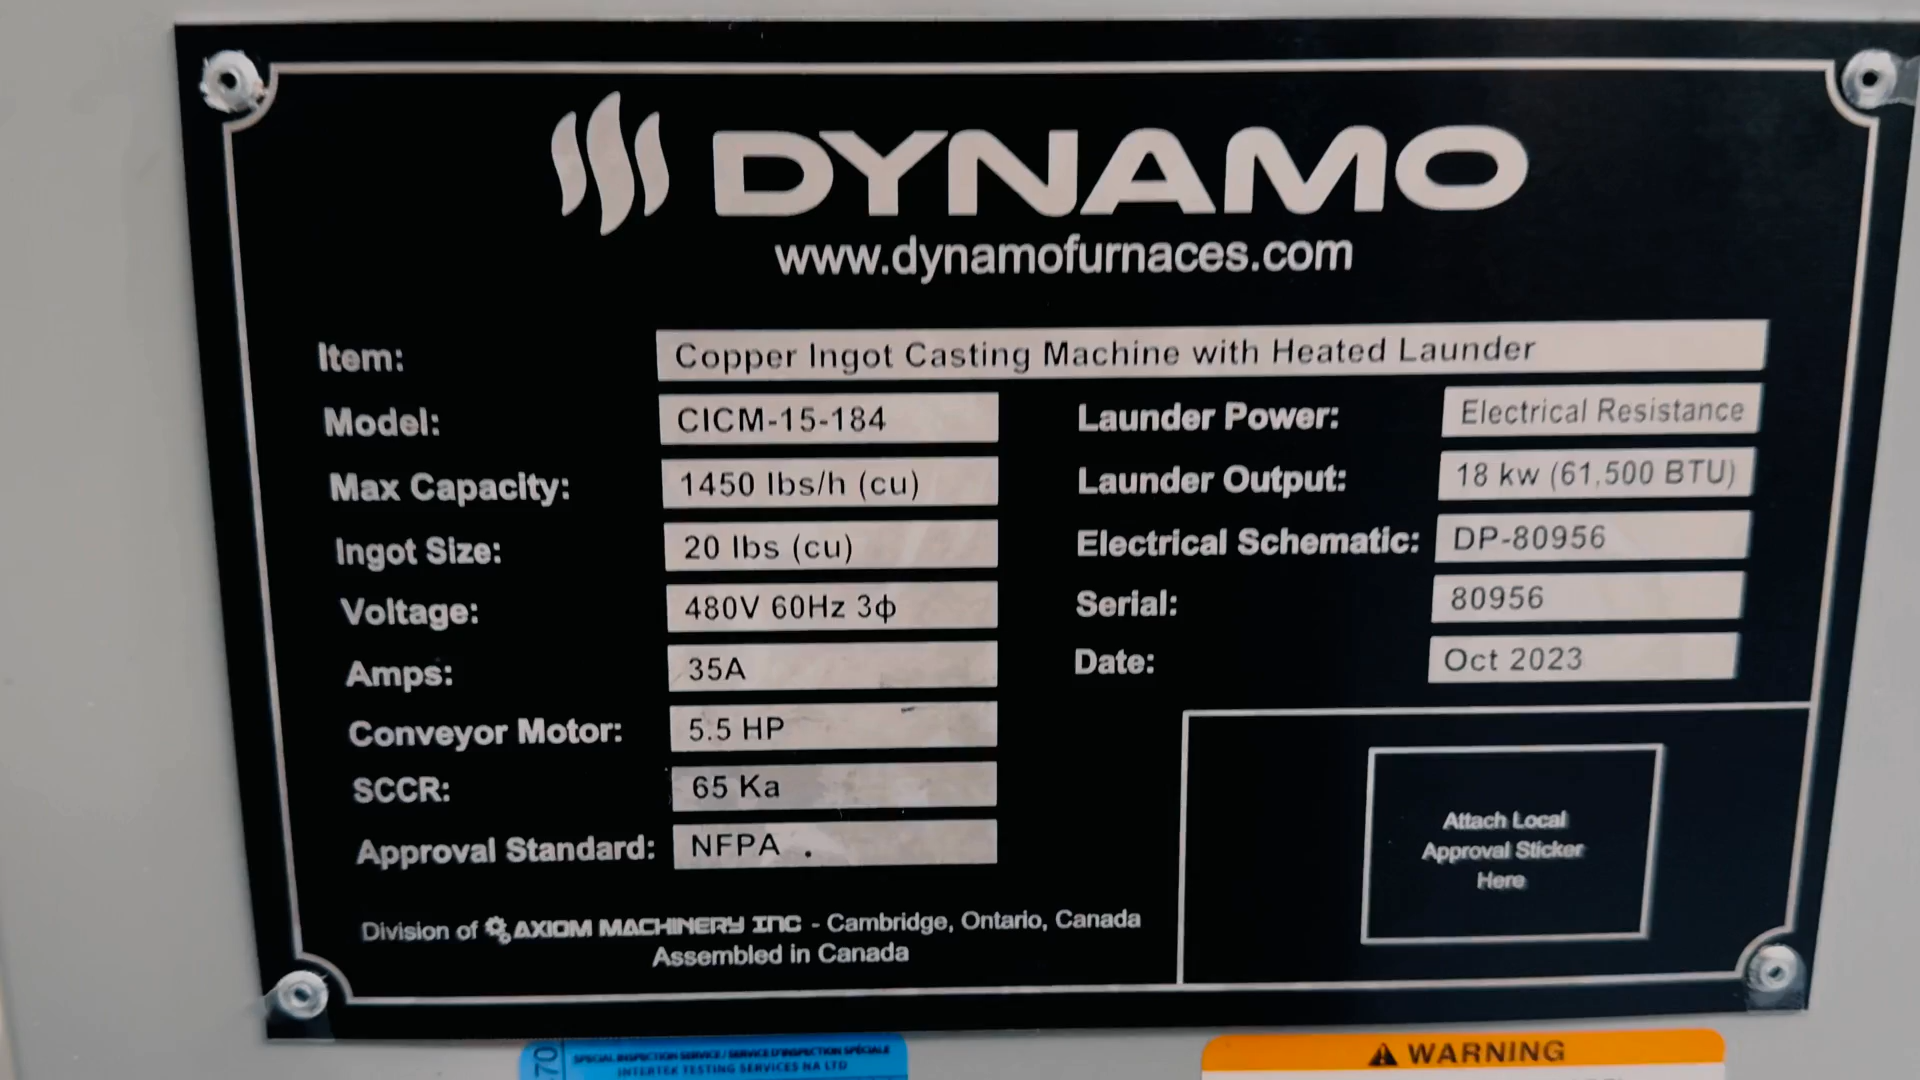 DYNAMO
www.dynamofurnaces.com
Item: Copper Ingot Casting Machine with Heated Launder
Model: CICM-15-184
Max Capacity: 1450 lbs/h (cu)
Ingot Size: 20 lbs (cu)
Voltage: 480V 60Hz 3ф
Amps: 35A
Conveyor Motor: 5.5 HP
SCCR: 65 Ka
Approval Standard: NFPA .
Launder Power: Electrical Resistance
Launder Output: 18 kw (61,500 BTU)
Electrical Schematic: DP-80956
Serial: 80956
Date: Oct 2023
Attach Local
Approval Sticker
Here
Division of AXIOM MACHINERY INC - Cambridge, Ontario, Canada
Assembled in Canada
SPECIAL INSPECTION SERVICE / SERVICE D'INSPECTION SPÉCIALE
INTERTEK TESTING SERVICES NA LTD
WARNING